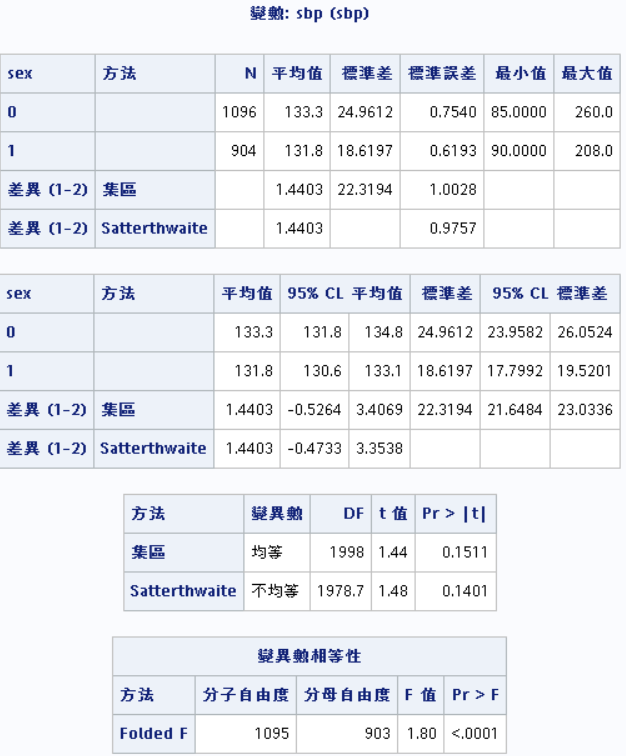 變數: sbp (sbp)
sex 方法 N 平均值 標準差 標準誤差 最小值 最大值
0 1096 133.3 24.9612 0.7540 85.0000 260.0
1 904 131.8 18.6197 0.6193 90.0000 208.0
差異 (1-2) 集區 1.4403 22.3194 1.0028
差異 (1-2) Satterthwaite 1.4403 0.9757
sex 方法 平均值 95% CL 平均值 標準差 95% CL 標準差
0 133.3 131.8 134.8 24.9612 23.9582 26.0524
1 131.8 130.6 133.1 18.6197 17.7992 19.5201
差異 (1-2) 集區 1.4403 -0.5264 3.4069 22.3194 21.6484 23.0336
差異 (1-2) Satterthwaite 1.4403 -0.4733 3.3538
方法 變異數 DF t 值 Pr > |t|
集區 均等 1998 1.44 0.1511
Satterthwaite 不均等 1978.7 1.48 0.1401
變異數相等性
方法 分子自由度 分母自由度 F 值 Pr > F
Folded F 1095 903 1.80 <.0001